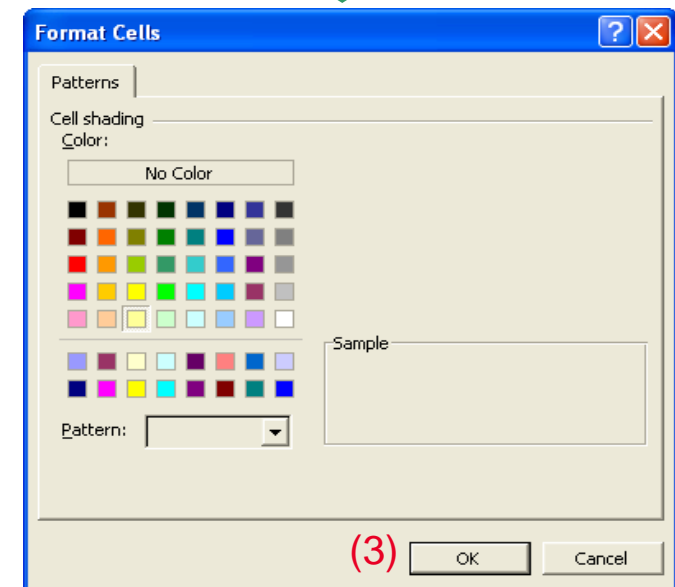 Format Cells
?
Patterns
Cell shading
Color:
No Color
Sample
Pattern:
(3)
OK
Cancel